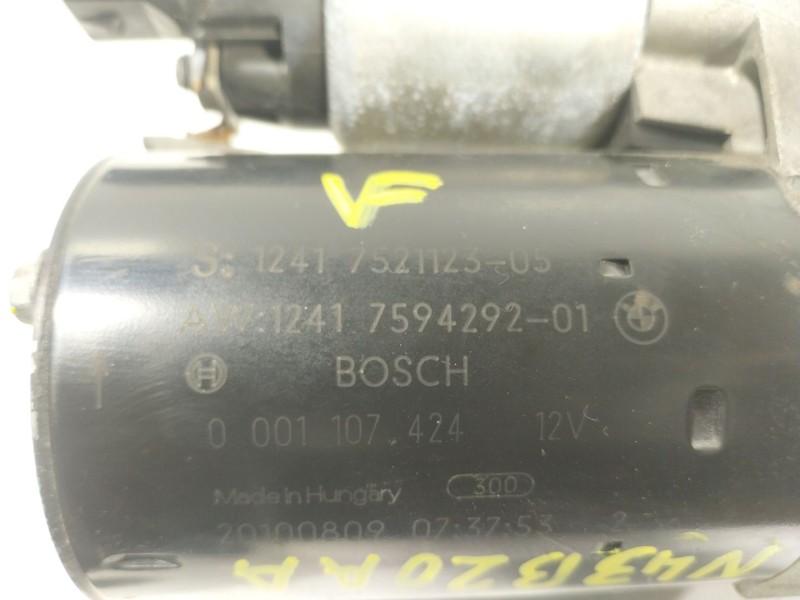 VF
S: 1241 7521123-05
AW:1241 7594292-01
BOSCH
0 001 107 424 12V
Made in Hungary 300
20100809 07:37:53 2
N43B20AA